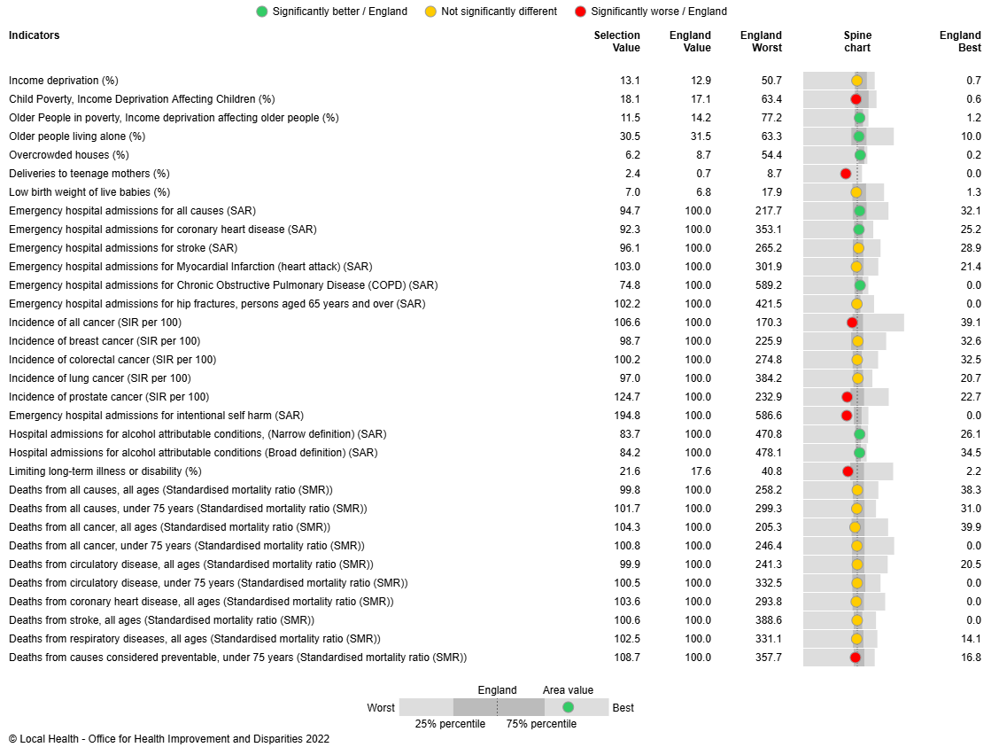 Significantly better / England Not significantly different Significantly worse / England
Indicators Selection Value England Value England Worst Spine chart England Best
Income deprivation (%) 13.1 12.9 50.7 0.7
Child Poverty, Income Deprivation Affecting Children (%) 18.1 17.1 63.4 0.6
Older People in poverty, Income deprivation affecting older people (%) 11.5 14.2 77.2 1.2
Older people living alone (%) 30.5 31.5 63.3 10.0
Overcrowded houses (%) 6.2 8.7 54.4 0.2
Deliveries to teenage mothers (%) 2.4 0.7 8.7 0.0
Low birth weight of live babies (%) 7.0 6.8 17.9 1.3
Emergency hospital admissions for all causes (SAR) 94.7 100.0 217.7 32.1
Emergency hospital admissions for coronary heart disease (SAR) 92.3 100.0 353.1 25.2
Emergency hospital admissions for stroke (SAR) 96.1 100.0 265.2 28.9
Emergency hospital admissions for Myocardial Infarction (heart attack) (SAR) 103.0 100.0 301.9 21.4
Emergency hospital admissions for Chronic Obstructive Pulmonary Disease (COPD) (SAR) 74.8 100.0 589.2 0.0
Emergency hospital admissions for hip fractures, persons aged 65 years and over (SAR) 102.2 100.0 421.5 0.0
Incidence of all cancer (SIR per 100) 106.6 100.0 170.3 39.1
Incidence of breast cancer (SIR per 100) 98.7 100.0 225.9 32.6
Incidence of colorectal cancer (SIR per 100) 100.2 100.0 274.8 32.5
Incidence of lung cancer (SIR per 100) 97.0 100.0 384.2 20.7
Incidence of prostate cancer (SIR per 100) 124.7 100.0 232.9 22.7
Emergency hospital admissions for intentional self harm (SAR) 194.8 100.0 586.6 0.0
Hospital admissions for alcohol attributable conditions, (Narrow definition) (SAR) 83.7 100.0 470.8 26.1
Hospital admissions for alcohol attributable conditions (Broad definition) (SAR) 84.2 100.0 478.1 34.5
Limiting long-term illness or disability (%) 21.6 17.6 40.8 2.2
Deaths from all causes, all ages (Standardised mortality ratio (SMR)) 99.8 100.0 258.2 38.3
Deaths from all causes, under 75 years (Standardised mortality ratio (SMR)) 101.7 100.0 299.3 31.0
Deaths from all cancer, all ages (Standardised mortality ratio (SMR)) 104.3 100.0 205.3 39.9
Deaths from all cancer, under 75 years (Standardised mortality ratio (SMR)) 100.8 100.0 246.4 0.0
Deaths from circulatory disease, all ages (Standardised mortality ratio (SMR)) 99.9 100.0 241.3 20.5
Deaths from circulatory disease, under 75 years (Standardised mortality ratio (SMR)) 100.5 100.0 332.5 0.0
Deaths from coronary heart disease, all ages (Standardised mortality ratio (SMR)) 103.6 100.0 293.8 0.0
Deaths from stroke, all ages (Standardised mortality ratio (SMR)) 100.6 100.0 388.6 0.0
Deaths from respiratory diseases, all ages (Standardised mortality ratio (SMR)) 102.5 100.0 331.1 14.1
Deaths from causes considered preventable, under 75 years (Standardised mortality ratio (SMR)) 108.7 100.0 357.7 16.8
England Area value
Worst Best
25% percentile 75% percentile
© Local Health - Office for Health Improvement and Disparities 2022